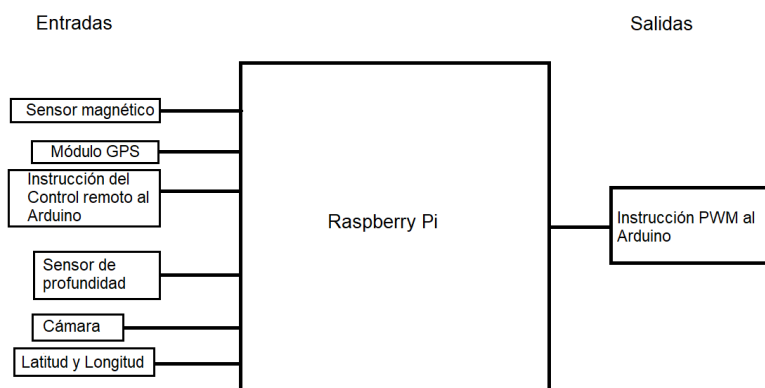 Entradas
Salidas
Sensor magnético
Módulo GPS
Instrucción del
Control remoto al
Arduino
Sensor de
profundidad
Cámara
Latitud y Longitud
Raspberry Pi
Instrucción PWM al
Arduino